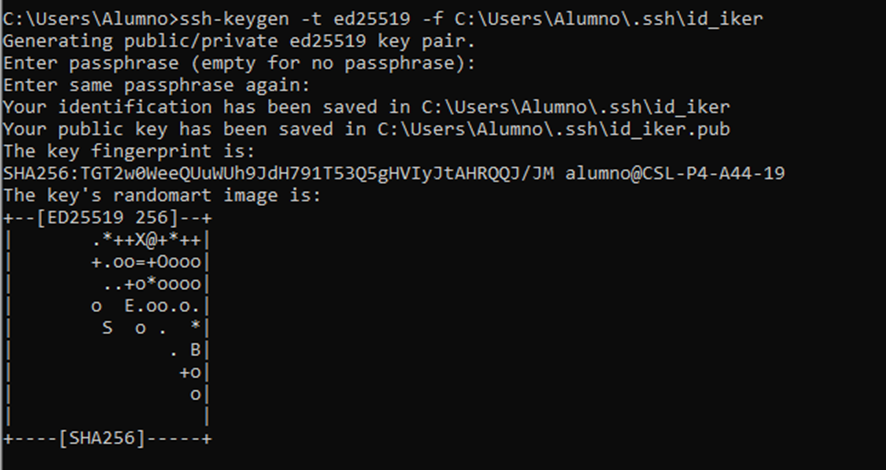 C:\Users\Alumno>ssh-keygen -t ed25519 -f C:\Users\Alumno\.ssh\id_iker
Generating public/private ed25519 key pair.
Enter passphrase (empty for no passphrase):
Enter same passphrase again:
Your identification has been saved in C:\Users\Alumno\.ssh\id_iker
Your public key has been saved in C:\Users\Alumno\.ssh\id_iker.pub
The key fingerprint is:
SHA256:TGT2w0WeeQUuWUh9JdH791T53Q5gHVIyJtAHRQQJ/JM alumno@CSL-P4-A44-19
The key's randomart image is:
+--[ED25519 256]--+
|       .*++X@+*++|
|       +.oo=+Oooo|
|        ..+o*oooo|
|       o  E.oo.o.|
|        S  o .  *|
|              . B|
|               +o|
|                o|
|                 |
+----[SHA256]-----+